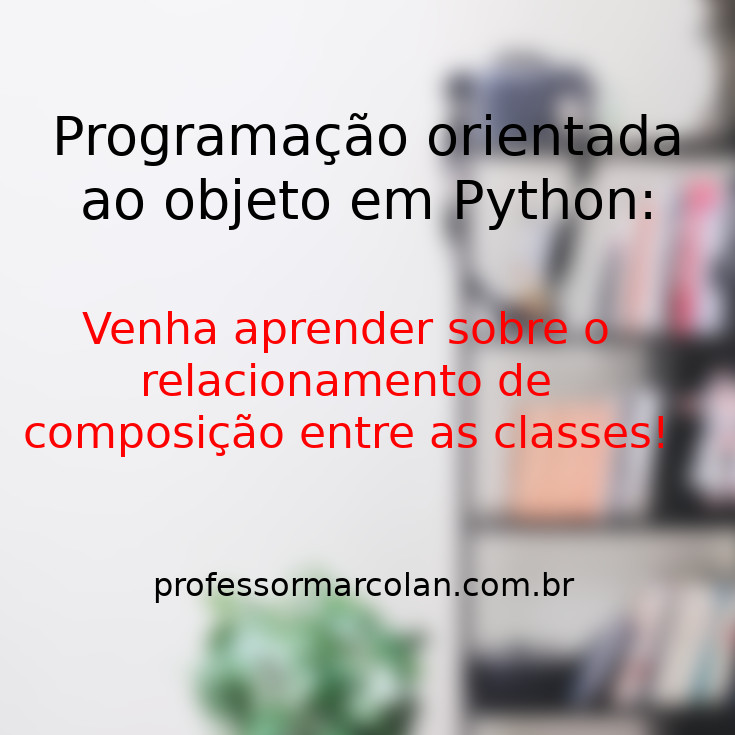 Programação orientada
ao objeto em Python:
Venha aprender sobre o
relacionamento de
composição entre as classes!
professormarcolan.com.br